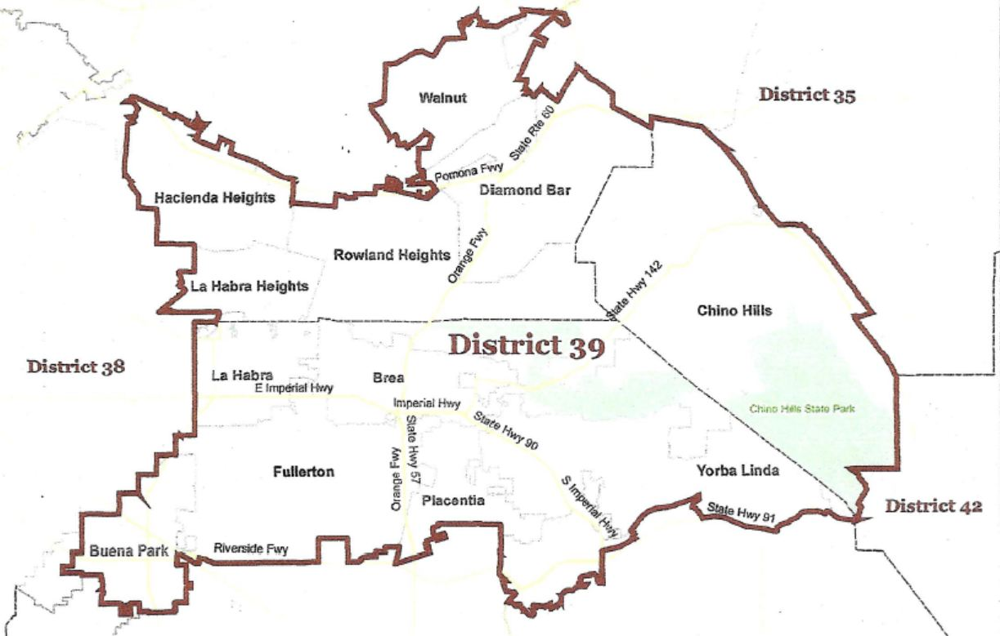 Walnut
District 35
State Rte 60
Pomona Fwy
Diamond Bar
Hacienda Heights
Rowland Heights
Orange Fwy
La Habra Heights
State Hwy 142
Chino Hills
District 39
District 38
La Habra
E Imperial Hwy
Brea
Imperial Hwy
Chino Hills State Park
State Hwy 90
State Hwy 57
Orange Fwy
Fullerton
Yorba Linda
Placentia
S Imperial Hwy
State Hwy 91
District 42
Buena Park
Riverside Fwy